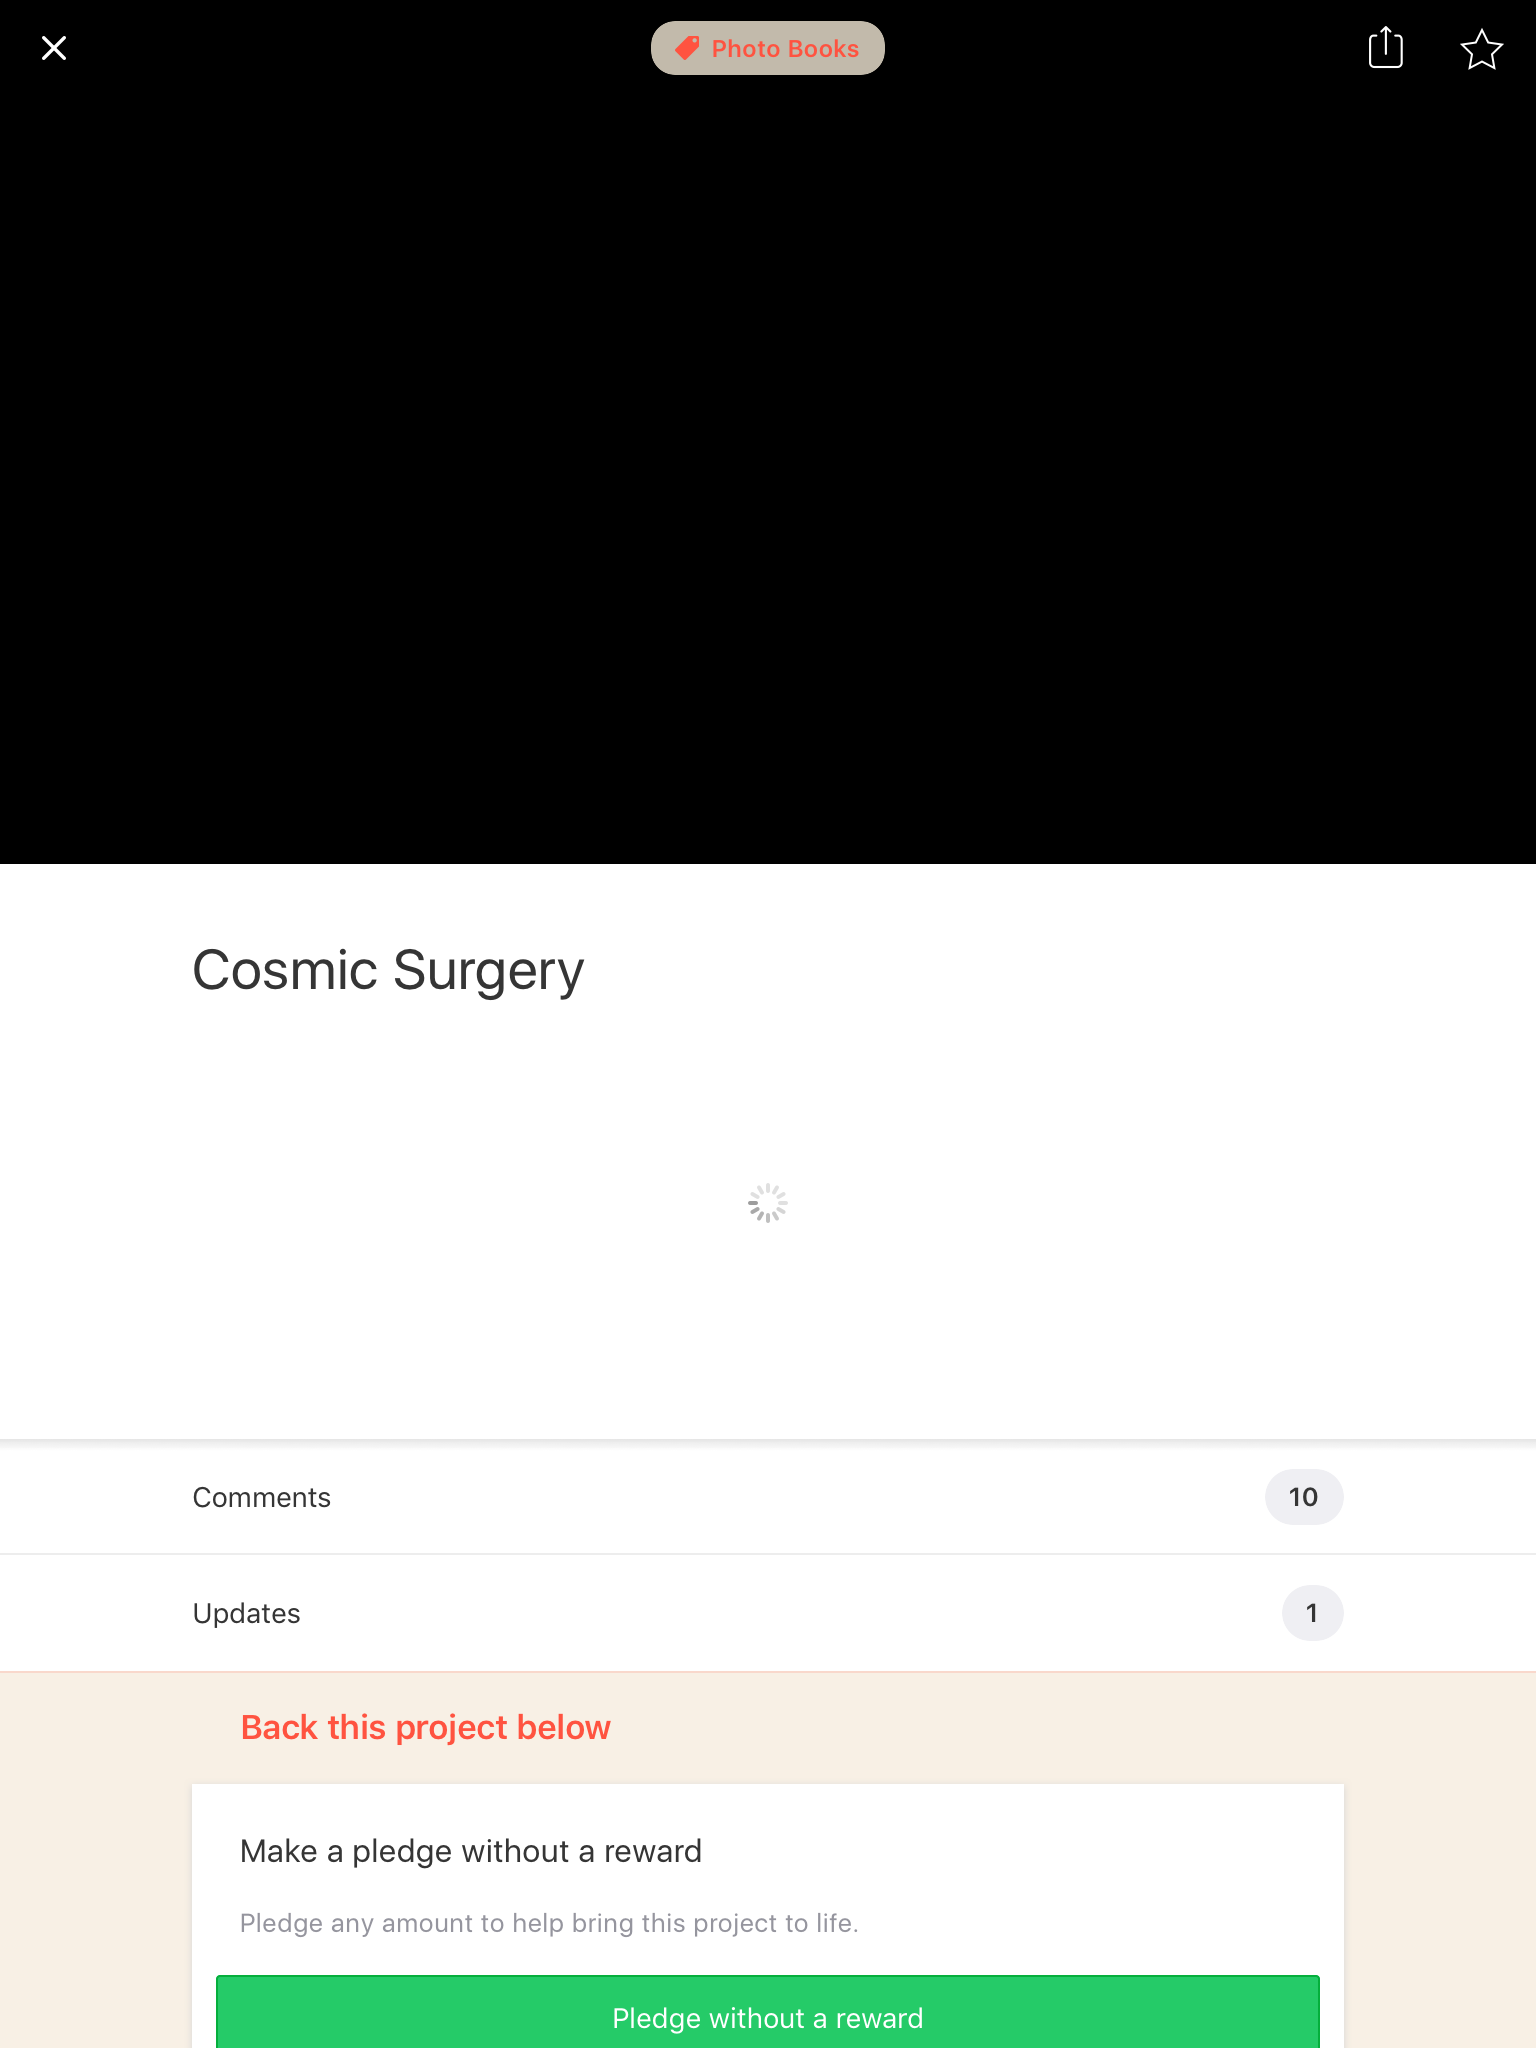 Photo Books
Cosmic Surgery
Comments
10
Updates
1
Back this project below
Make a pledge without a reward
Pledge any amount to help bring this project to life.
Pledge without a reward